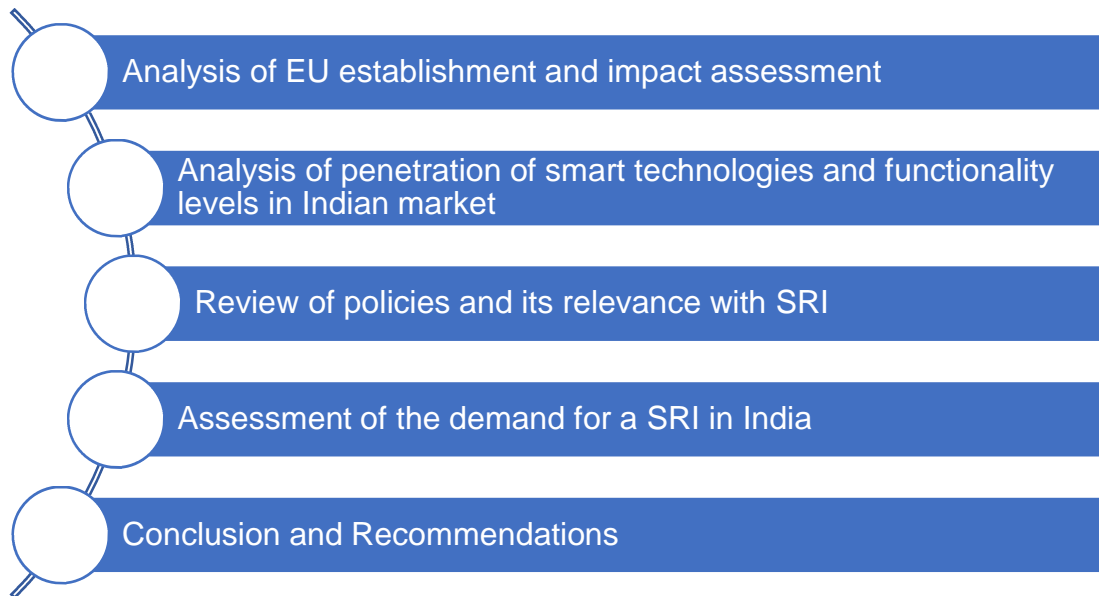 Analysis of EU establishment and impact assessment
Analysis of penetration of smart technologies and functionality
levels in Indian market
Review of policies and its relevance with SRI
Assessment of the demand for a SRI in India
Conclusion and Recommendations